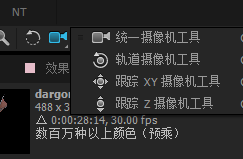 NT
统一摄像机工具
轨道摄像机工具
效果
跟踪 XY 摄像机工具
dargo
488 x 3
跟踪 Z 摄像机工具
△ 0:00:28:14, 30.00 fps
数百万种以上颜色（预乘）